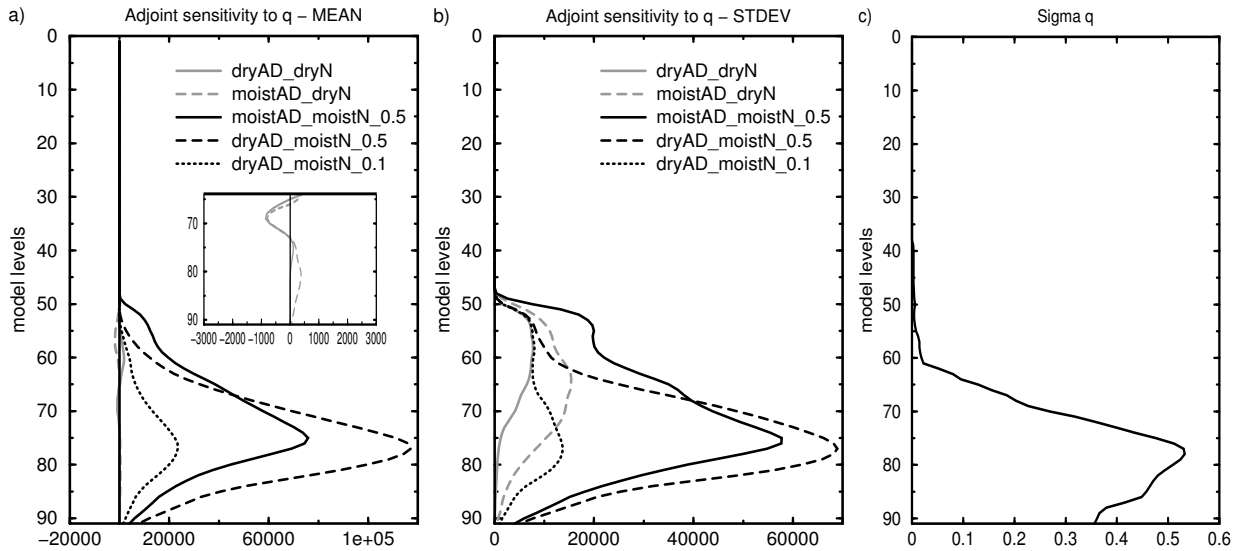 a)
Adjoint sensitivity to q – MEAN
0
10
20
30
40
50
60
70
80
90
model levels
dryAD_dryN
moistAD_dryN
moistAD_moistN_0.5
dryAD_moistN_0.5
dryAD_moistN_0.1
70
80
90
−3000 −2000 −1000 0 1000 2000 3000
−20000 20000 60000 1e+05
b)
Adjoint sensitivity to q – STDEV
0
10
20
30
40
50
60
70
80
90
model levels
dryAD_dryN
moistAD_dryN
moistAD_moistN_0.5
dryAD_moistN_0.5
dryAD_moistN_0.1
0 20000 40000 60000
c)
Sigma q
0
10
20
30
40
50
60
70
80
90
model levels
0 0.1 0.2 0.3 0.4 0.5 0.6